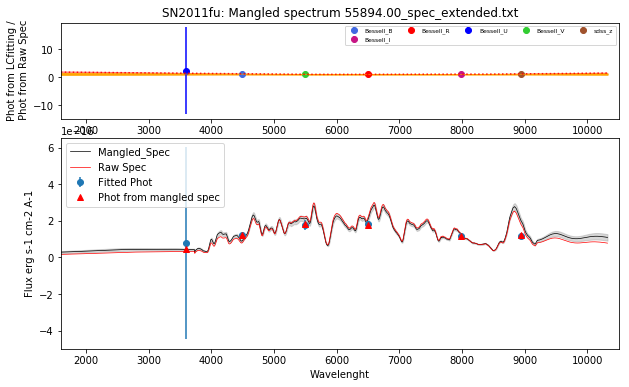 SN2011fu: Mangled spectrum 55894.00_spec_extended.txt
Phot from LCfitting /
Phot from Raw Spec
10
0
−10
Bessell_B
Bessell_R
Bessell_U
Bessell_V
sdss_z
Bessell_I
2000
3000
4000
5000
6000
7000
8000
9000
10000
1e−16
Flux erg s-1 cm-2 A-1
6
4
2
0
−2
−4
Mangled_Spec
Raw Spec
Fitted Phot
Phot from mangled spec
2000
3000
4000
5000
6000
7000
8000
9000
10000
Wavelenght